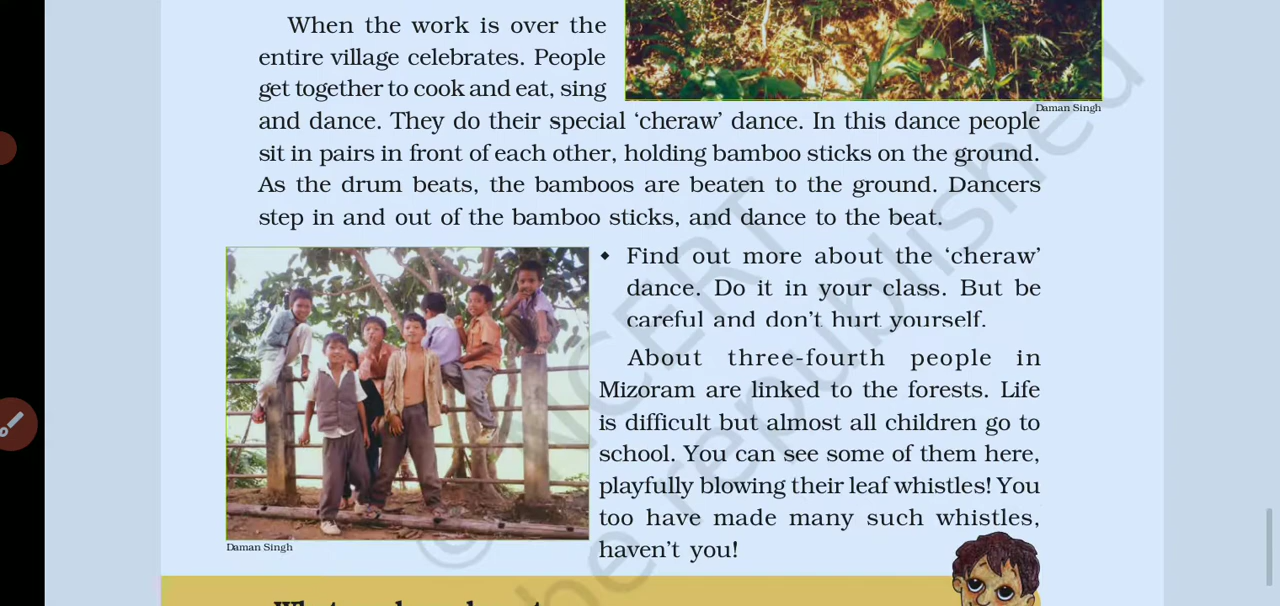 When the work is over the
entire village celebrates. People
get together to cook and eat, sing
Daman Singh
and dance. They do their special ‘cheraw’ dance. In this dance people
sit in pairs in front of each other, holding bamboo sticks on the ground.
As the drum beats, the bamboos are beaten to the ground. Dancers
step in and out of the bamboo sticks, and dance to the beat.
◆ Find out more about the ‘cheraw’
dance. Do it in your class. But be
careful and don’t hurt yourself.
About three-fourth people in
Mizoram are linked to the forests. Life
is difficult but almost all children go to
school. You can see some of them here,
playfully blowing their leaf whistles! You
too have made many such whistles,
haven’t you!
Daman Singh
© NCERT
be republished